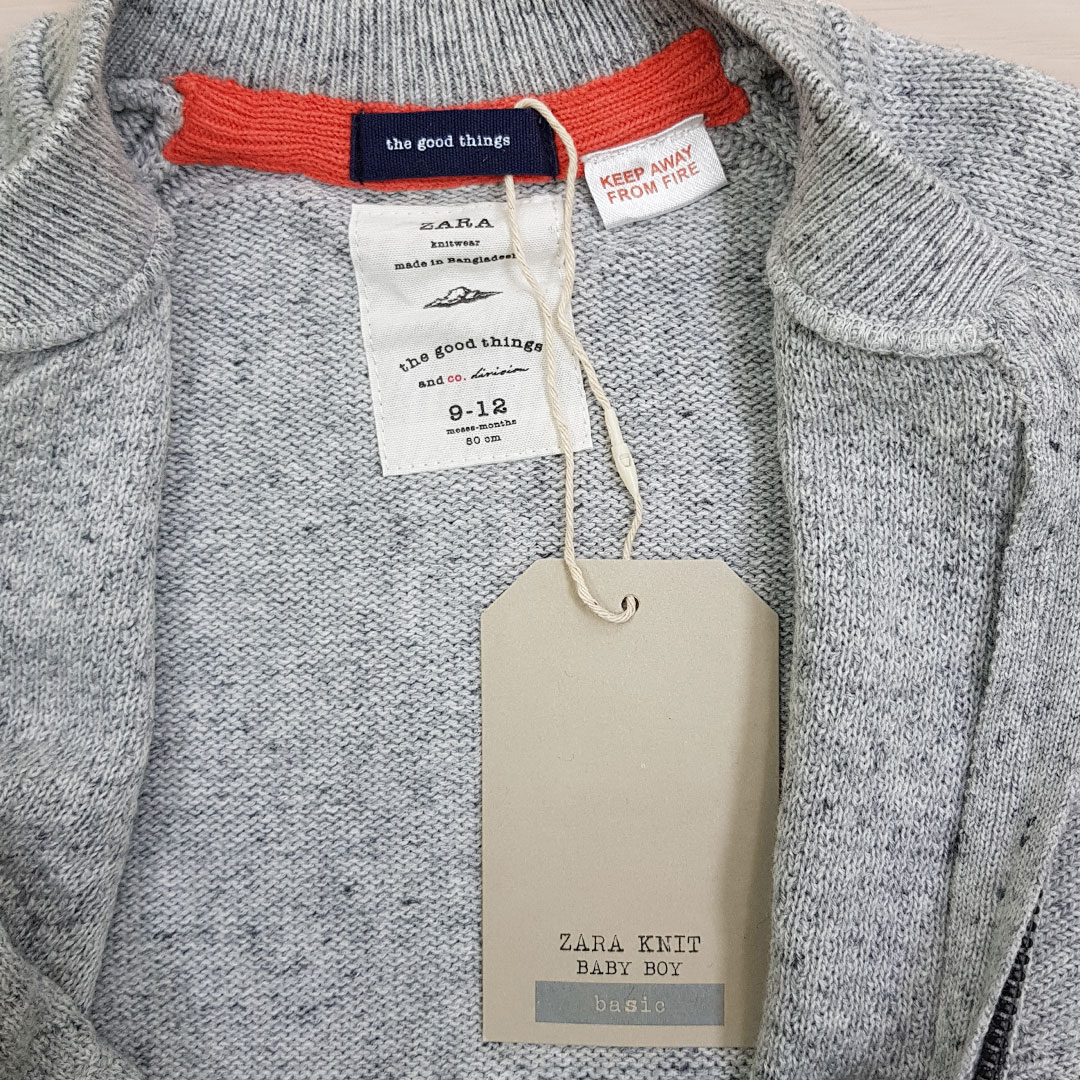 the good things
KEEP AWAY
FROM FIRE
ZARA
knitwear
made in Bangladesh
the good things
and co. division
9-12
meses-months
80 cm
ZARA KNIT
BABY BOY
basic